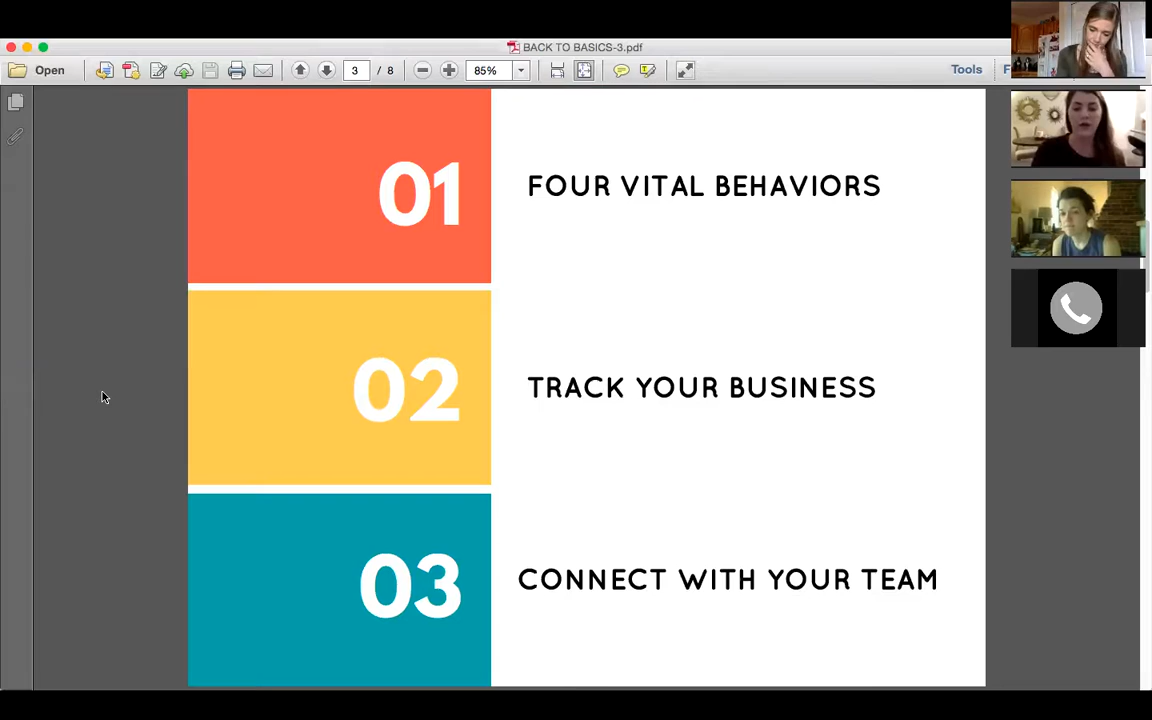 BACK TO BASICS-3.pdf
Open
3 / 8
85%
Tools
F
01
FOUR VITAL BEHAVIORS
02
TRACK YOUR BUSINESS
03
CONNECT WITH YOUR TEAM